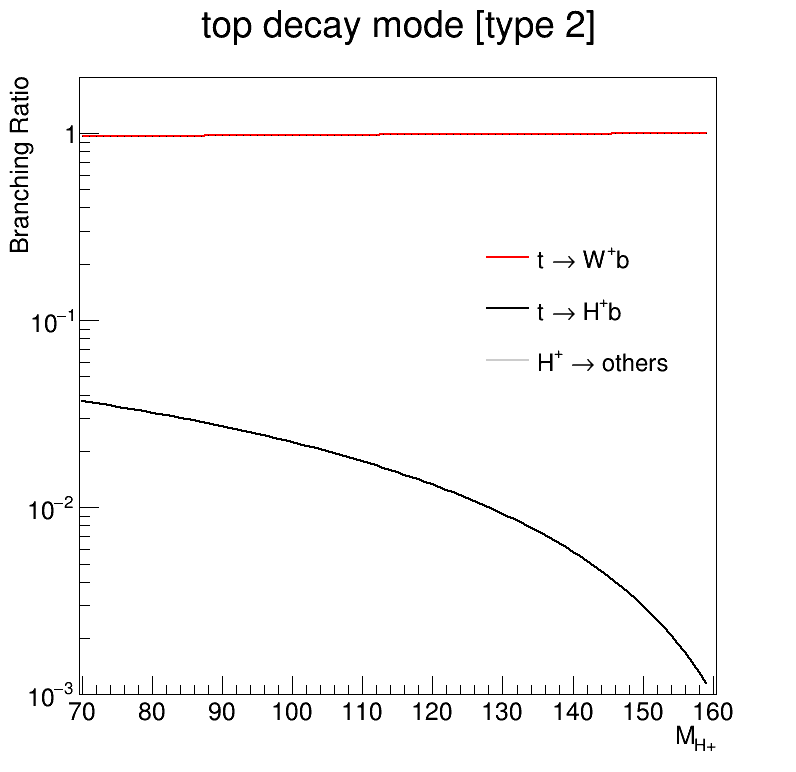 top decay mode [type 2]
Branching Ratio
1
10⁻¹
10⁻²
10⁻³
t → W⁺b
t → H⁺b
H⁺ → others
70 80 90 100 110 120 130 140 150 160
M_H+